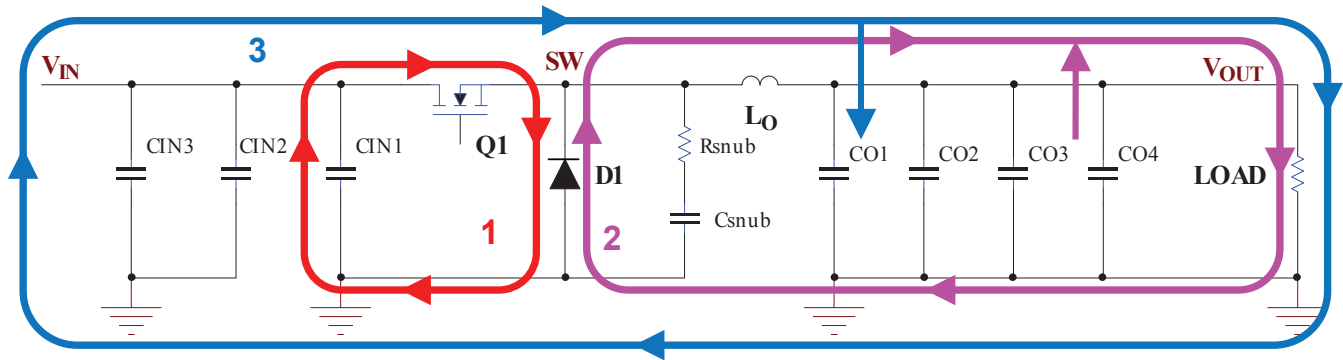 3
VIN
SW
VOUT
CIN3
CIN2
CIN1
Q1
D1
LO
Rsnub
Csnub
CO1
CO2
CO3
CO4
LOAD
1
2